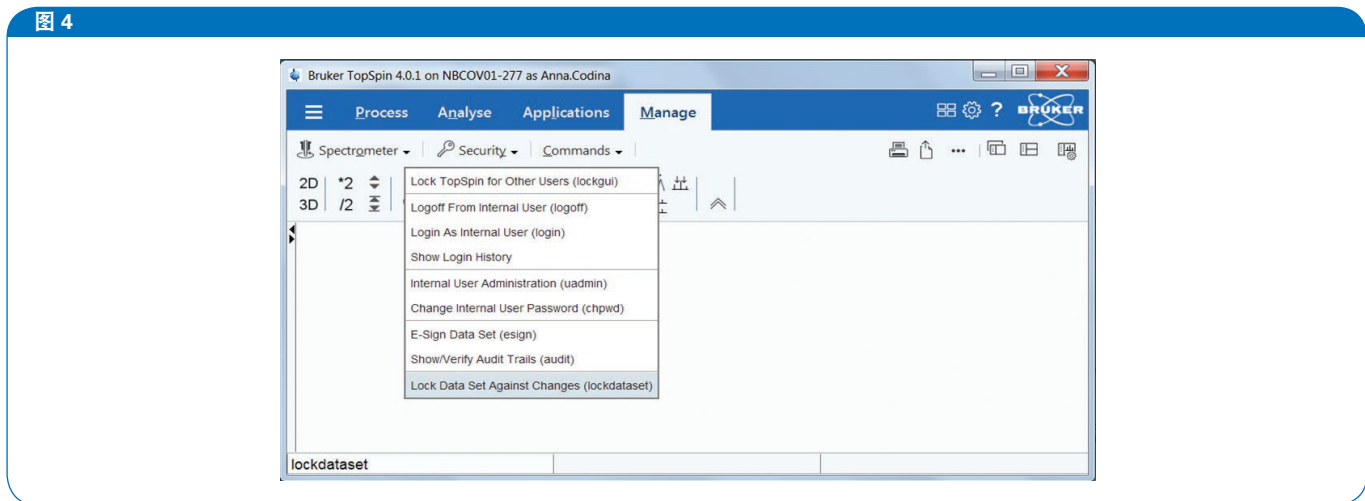 图 4
Bruker TopSpin 4.0.1 on NBCOV01-277 as Anna.Codina
Process Analyse Applications Manage
? BRUKER
Spectrometer Security Commands
2D *2
3D /2
Lock TopSpin for Other Users (lockgui)
Logoff From Internal User (logoff)
Login As Internal User (login)
Show Login History
Internal User Administration (uadmin)
Change Internal User Password (chpwd)
E-Sign Data Set (esign)
Show/Verify Audit Trails (audit)
Lock Data Set Against Changes (lockdataset)
lockdataset